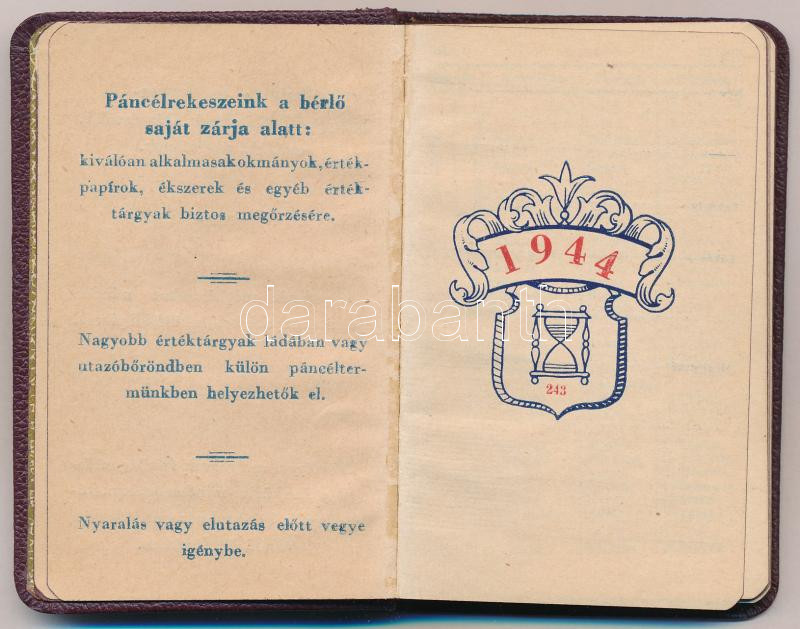 Páncélrekeszeink a bérlő
saját zárja alatt:
kiválóan alkalmasak okmányok, érték-
papírok, ékszerek és egyéb érték-
tárgyak biztos megőrzésére.
Nagyobb értéktárgyak ládában vagy
utazóbőröndben külön páncélter-
münkben helyezhetők el.
Nyaralás vagy elutazás előtt vegye
igénybe.
1944
243
darabanth